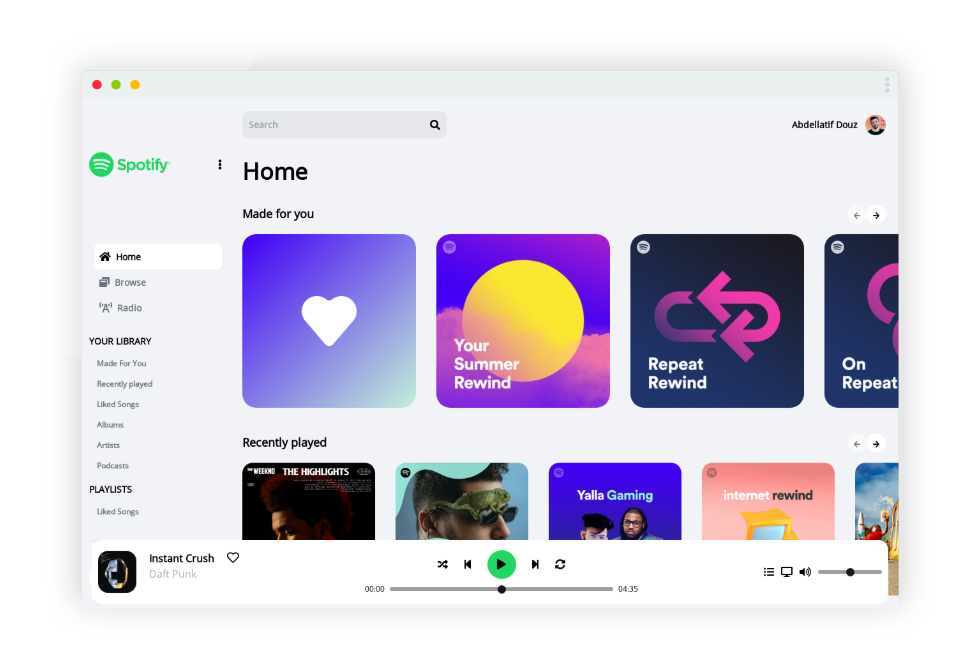 Search
Abdellatif Douz
Spotify
Home
Made for you
Home
Browse
Radio
YOUR LIBRARY
Made For You
Recently played
Liked Songs
Albums
Artists
Podcasts
PLAYLISTS
Liked Songs
Your
Summer
Rewind
Repeat
Rewind
On
Repeat
Recently played
THE WEEKND THE HIGHLIGHTS
Yalla Gaming
internet rewind
Instant Crush
Daft Punk
00:00
04:35